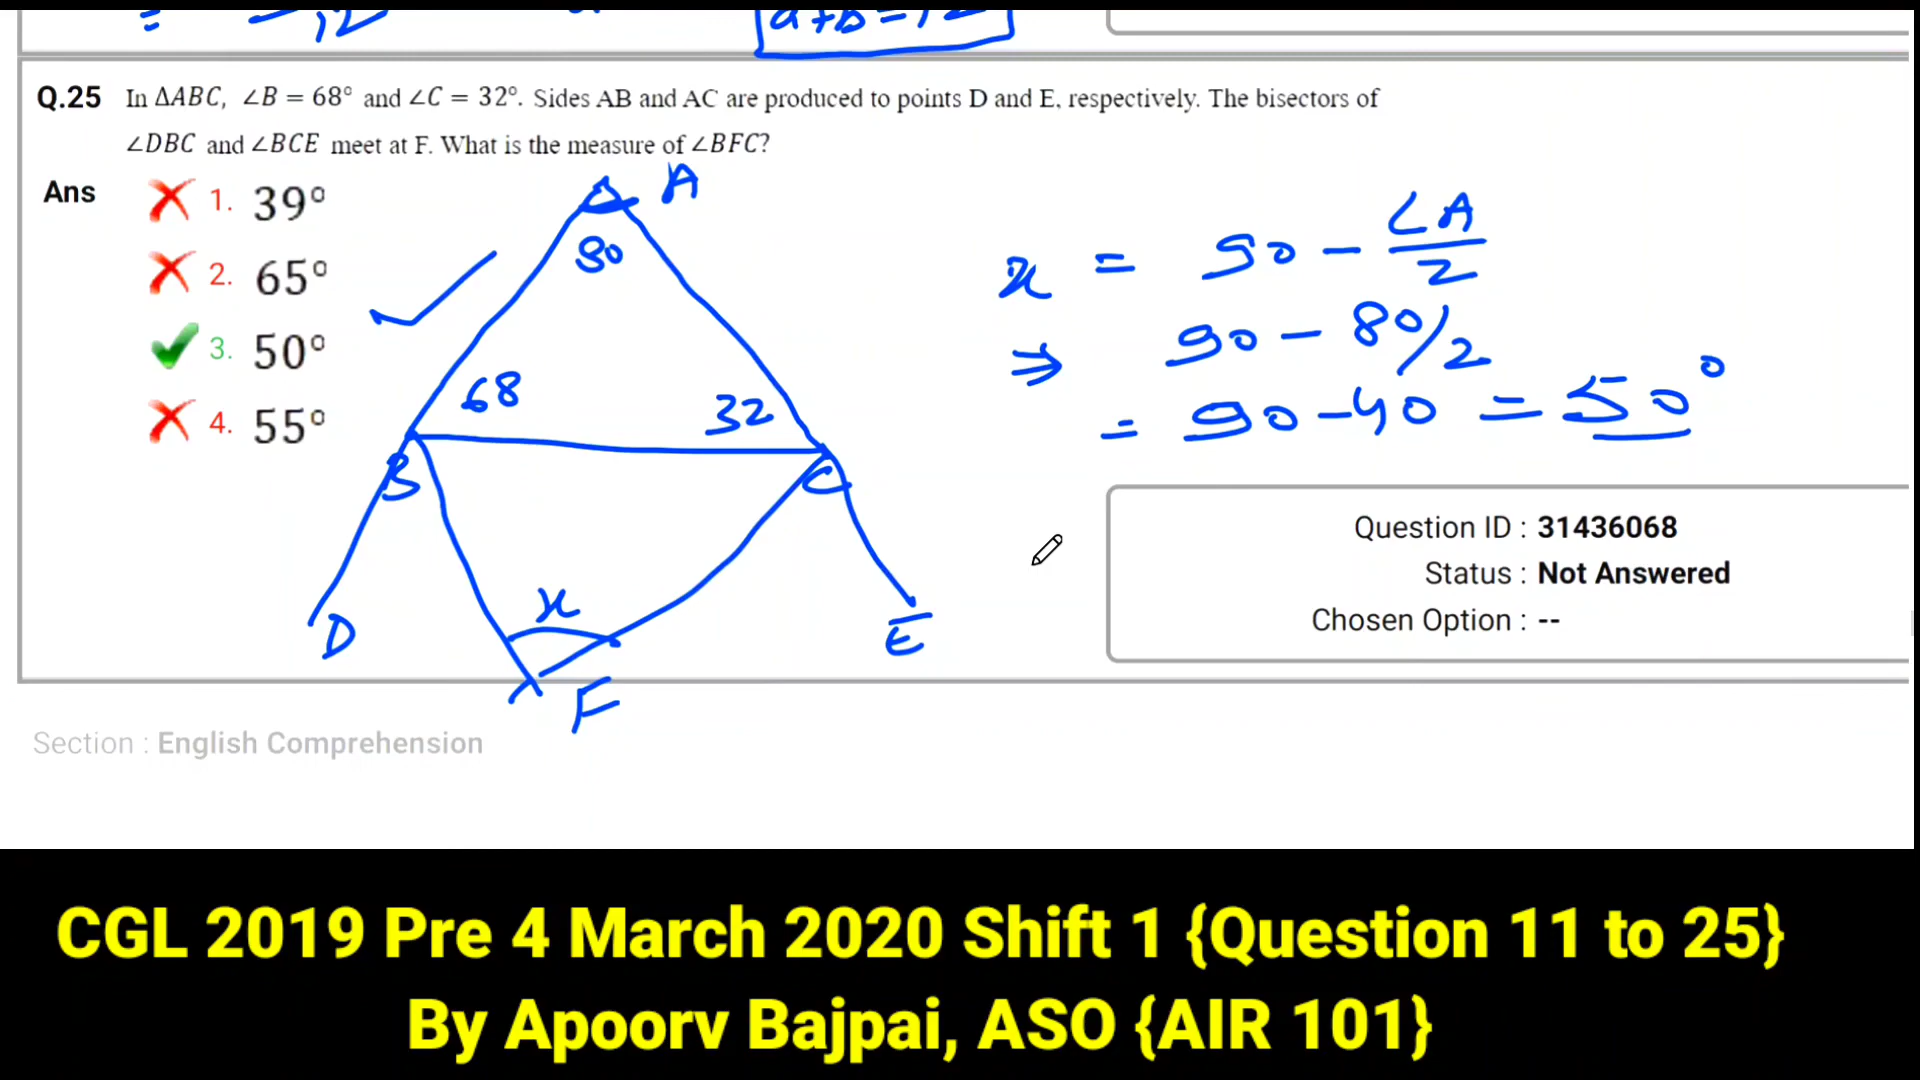 a+b=12
Q.25 In ΔABC, ∠B = 68° and ∠C = 32°. Sides AB and AC are produced to points D and E, respectively. The bisectors of
∠DBC and ∠BCE meet at F. What is the measure of ∠BFC?
Ans
1. 39°
2. 65°
3. 50°
4. 55°
A
80
68
32
B
C
D
x
E
F
x = 90 - ∠A/2
⇒ 90 - 80/2
= 90 - 40 = 50°
Question ID : 31436068
Status : Not Answered
Chosen Option : --
Section : English Comprehension
CGL 2019 Pre 4 March 2020 Shift 1 {Question 11 to 25}
By Apoorv Bajpai, ASO {AIR 101}